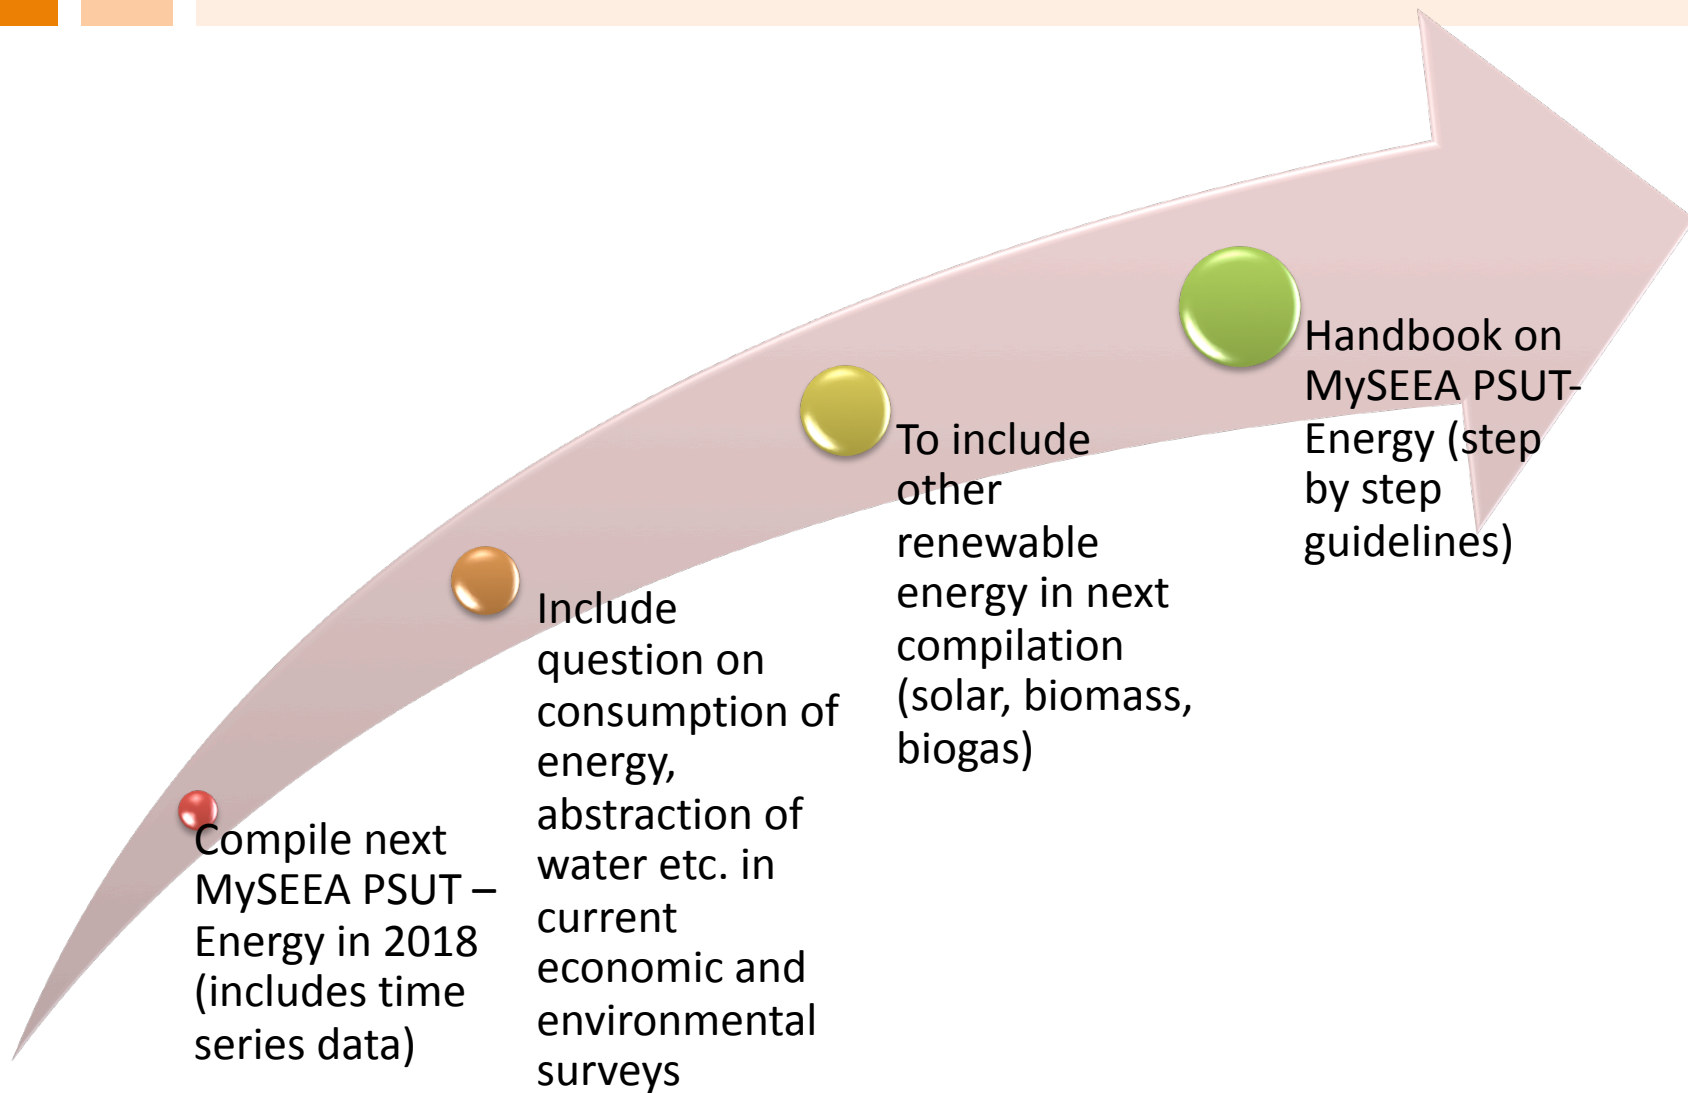 Compile next
MySEEA PSUT –
Energy in 2018
(includes time
series data)
Include
question on
consumption of
energy,
abstraction of
water etc. in
current
economic and
environmental
surveys
To include
other
renewable
energy in next
compilation
(solar, biomass,
biogas)
Handbook on
MySEEA PSUT-
Energy (step
by step
guidelines)